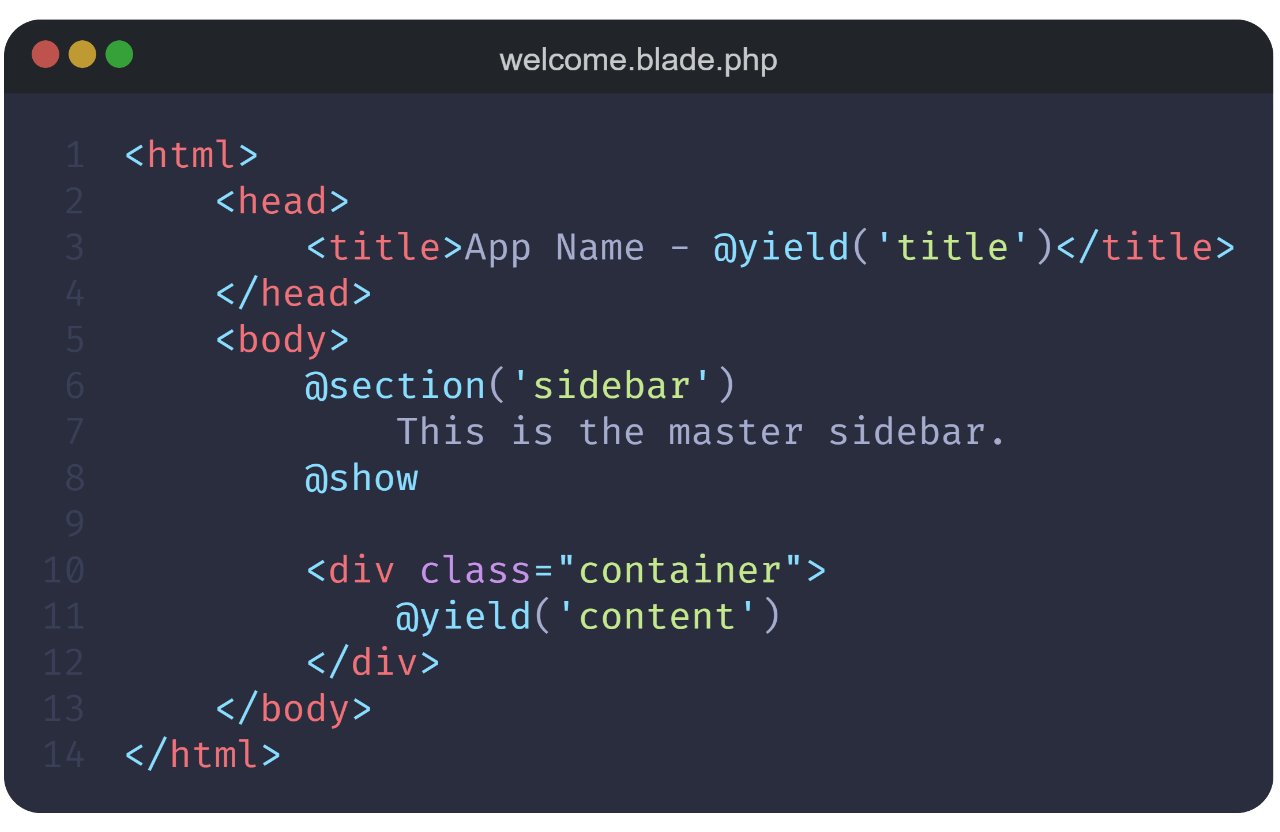 welcome.blade.php
1 <html>
2     <head>
3         <title>App Name - @yield('title')</title>
4     </head>
5     <body>
6         @section('sidebar')
7             This is the master sidebar.
8         @show
9
10         <div class="container">
11             @yield('content')
12         </div>
13     </body>
14 </html>